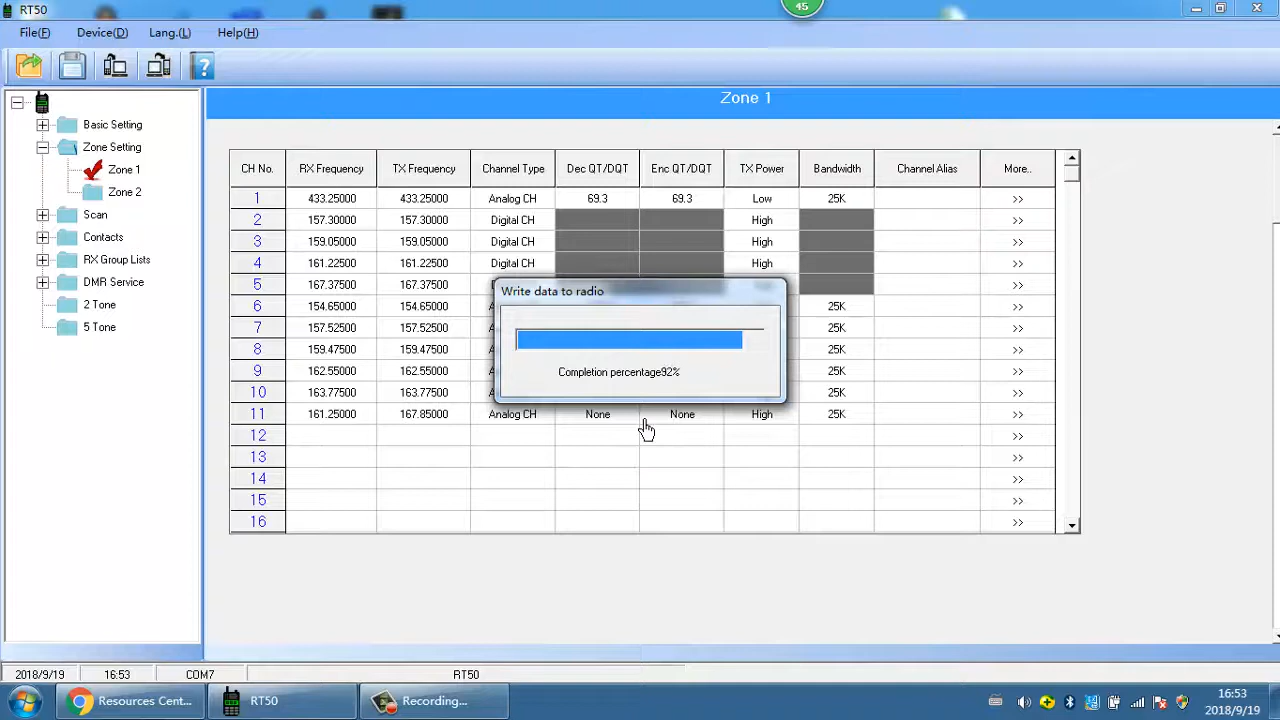 RT50
45
File(F) Device(D) Lang.(L) Help(H)
?
Zone 1
Basic Setting
Zone Setting
Zone 1
Zone 2
Scan
Contacts
RX Group Lists
DMR Service
2 Tone
5 Tone
CH No. RX Frequency TX Frequency Channel Type Dec QT/DQT Enc QT/DQT TX Power Bandwidth Channel Alias More..
1 433.25000 433.25000 Analog CH 69.3 69.3 Low 25K >>
2 157.30000 157.30000 Digital CH High >>
3 159.05000 159.05000 Digital CH High >>
4 161.22500 161.22500 Digital CH High >>
5 167.37500 167.37500 >>
6 154.65000 154.65000 25K >>
7 157.52500 157.52500 25K >>
8 159.47500 159.47500 25K >>
9 162.55000 162.55000 25K >>
10 163.77500 163.77500 25K >>
11 161.25000 167.85000 Analog CH None None High 25K >>
12 >>
13 >>
14 >>
15 >>
16 >>
Write data to radio
Completion percentage92%
2018/9/19 16:53 COM7 RT50
Resources Cent... RT50 Recording...
16:53
2018/9/19